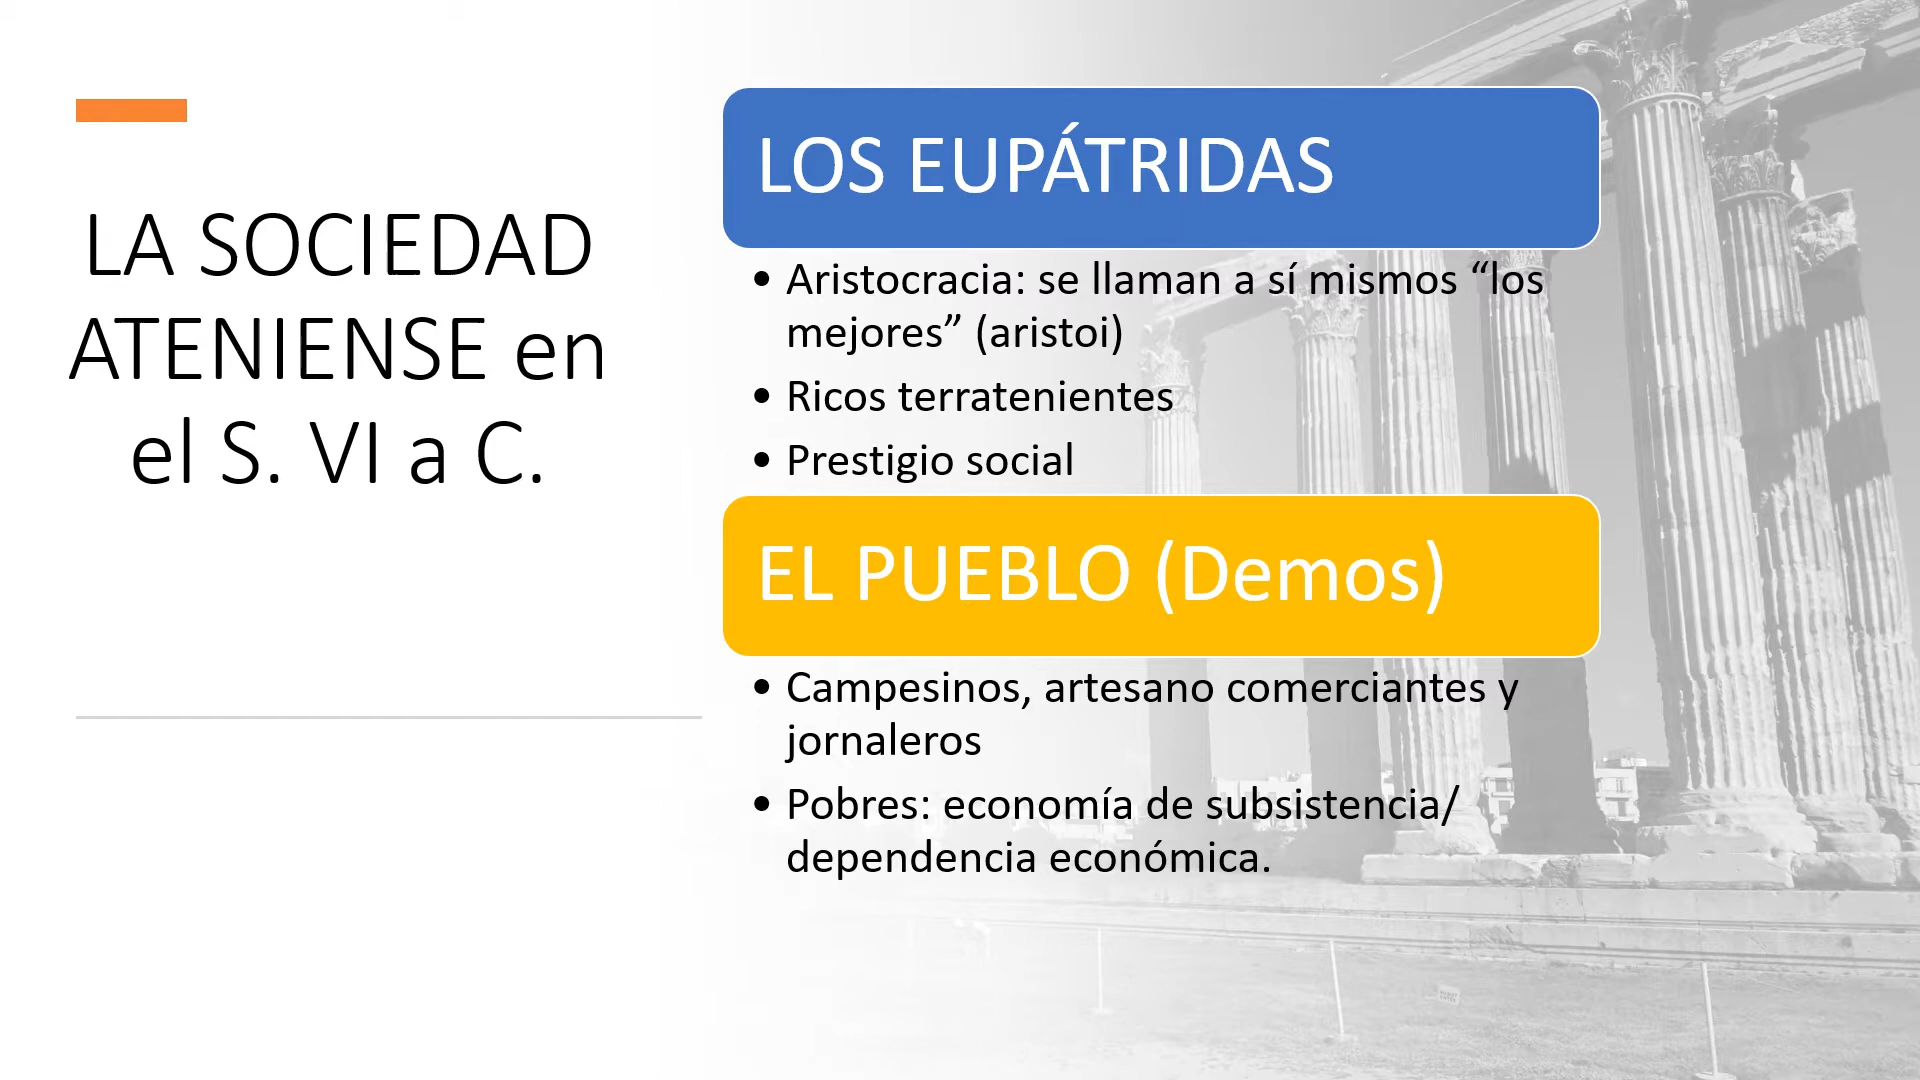 LA SOCIEDAD
ATENIENSE en
el S. VI a C.
LOS EUPÁTRIDAS
• Aristocracia: se llaman a sí mismos “los
mejores” (aristoi)
• Ricos terratenientes
• Prestigio social
EL PUEBLO (Demos)
• Campesinos, artesano comerciantes y
jornaleros
• Pobres: economía de subsistencia/
dependencia económica.